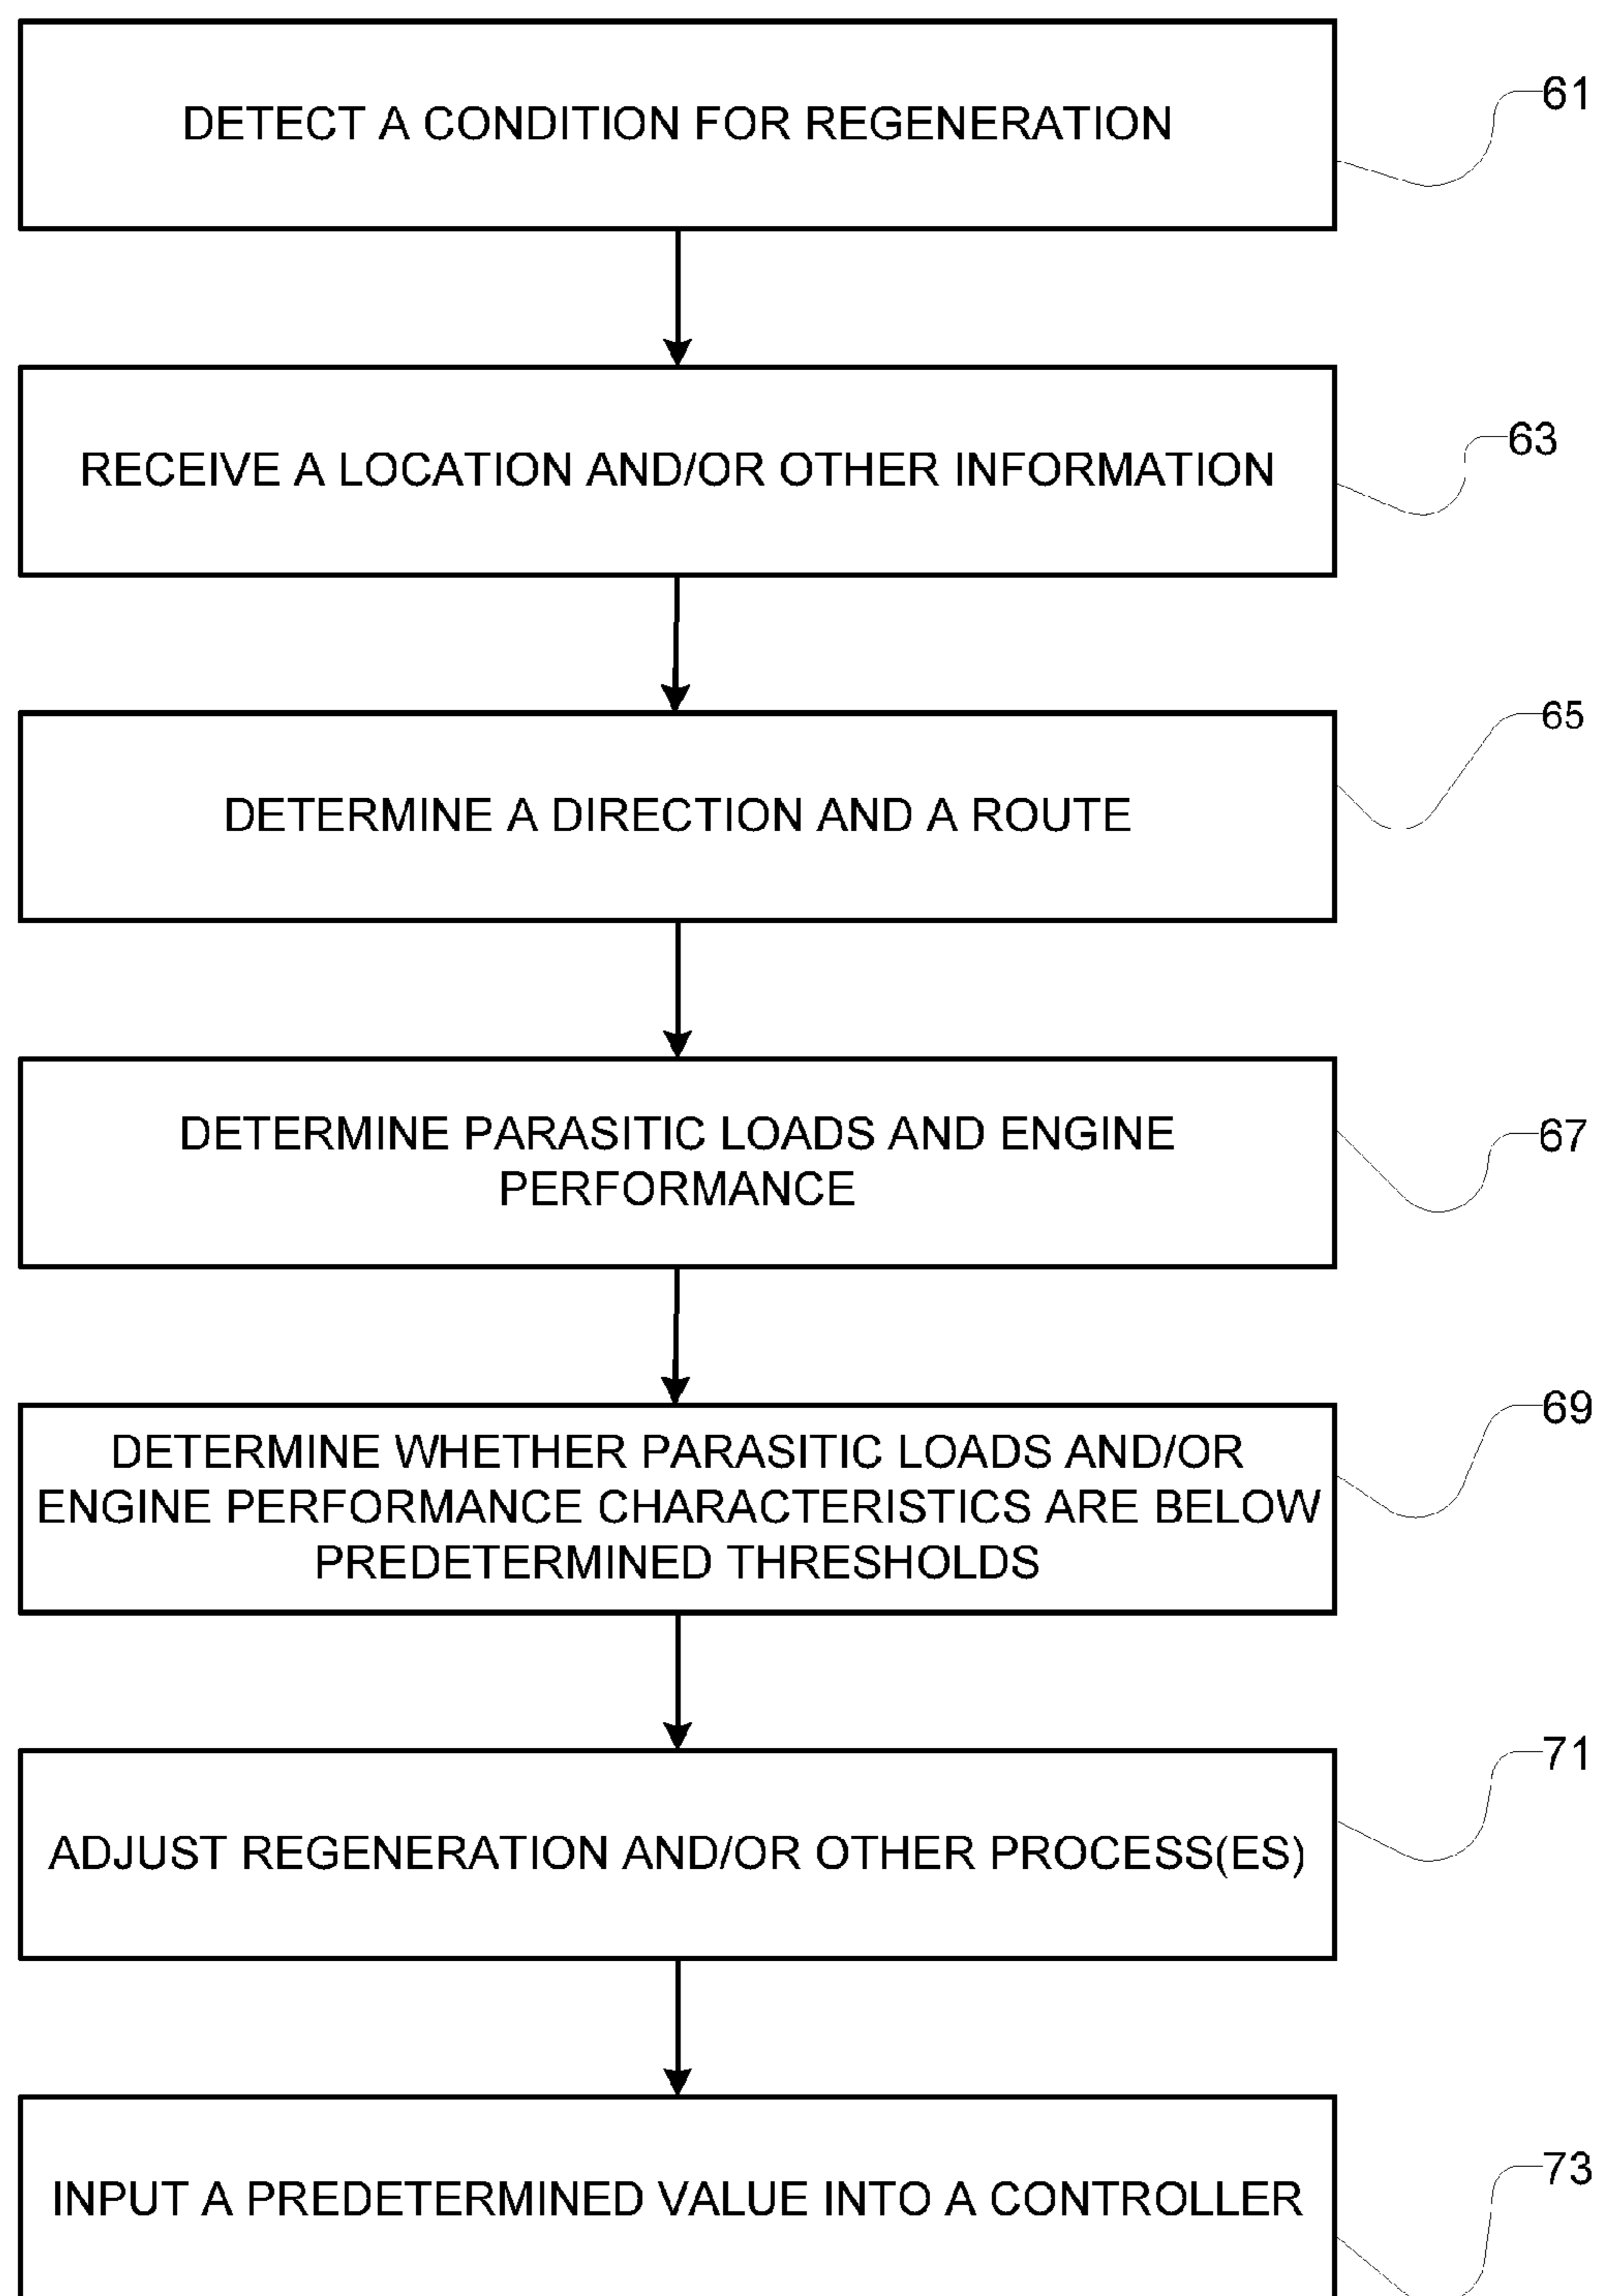 DETECT A CONDITION FOR REGENERATION
61
RECEIVE A LOCATION AND/OR OTHER INFORMATION
63
DETERMINE A DIRECTION AND A ROUTE
65
DETERMINE PARASITIC LOADS AND ENGINE
PERFORMANCE
67
DETERMINE WHETHER PARASITIC LOADS AND/OR
ENGINE PERFORMANCE CHARACTERISTICS ARE BELOW
PREDETERMINED THRESHOLDS
69
ADJUST REGENERATION AND/OR OTHER PROCESS(ES)
71
INPUT A PREDETERMINED VALUE INTO A CONTROLLER
73